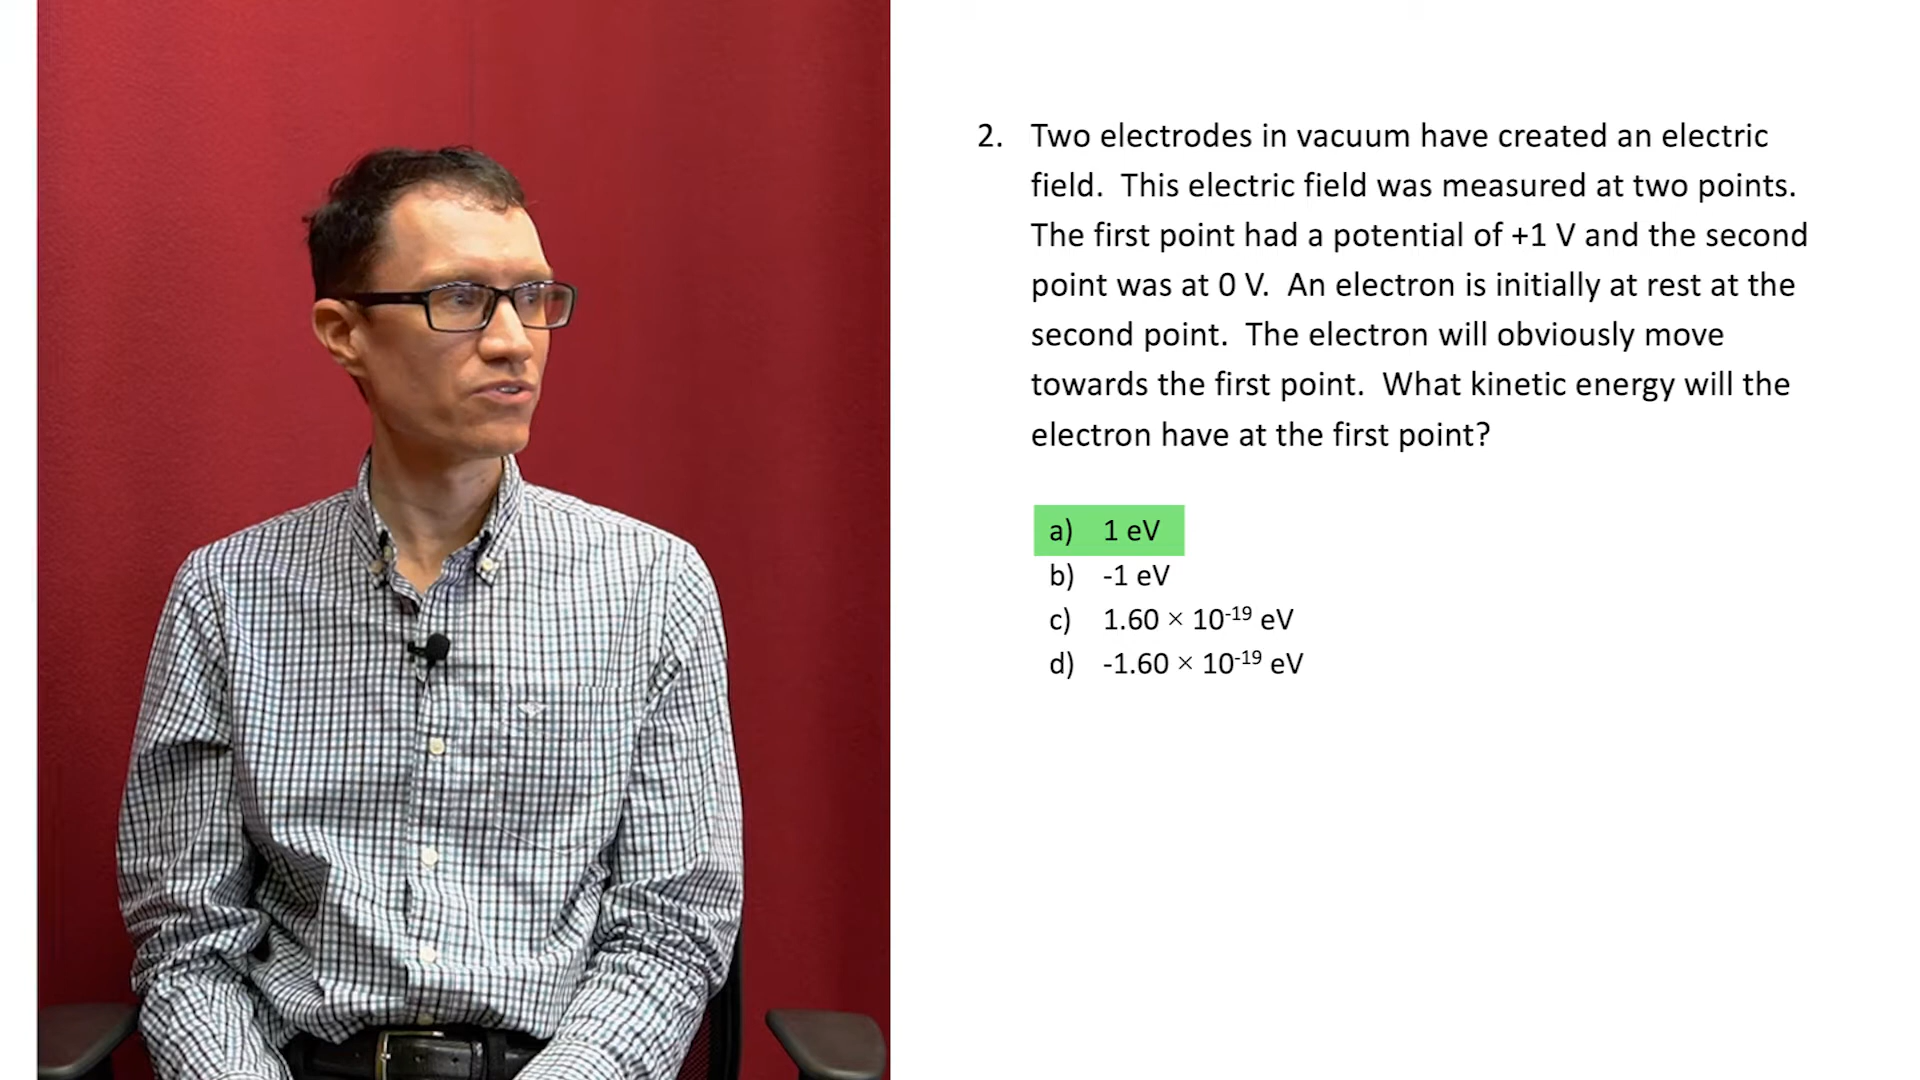 2. Two electrodes in vacuum have created an electric
field. This electric field was measured at two points.
The first point had a potential of +1 V and the second
point was at 0 V. An electron is initially at rest at the
second point. The electron will obviously move
towards the first point. What kinetic energy will the
electron have at the first point?
a) 1 eV
b) -1 eV
c) 1.60 × 10⁻¹⁹ eV
d) -1.60 × 10⁻¹⁹ eV